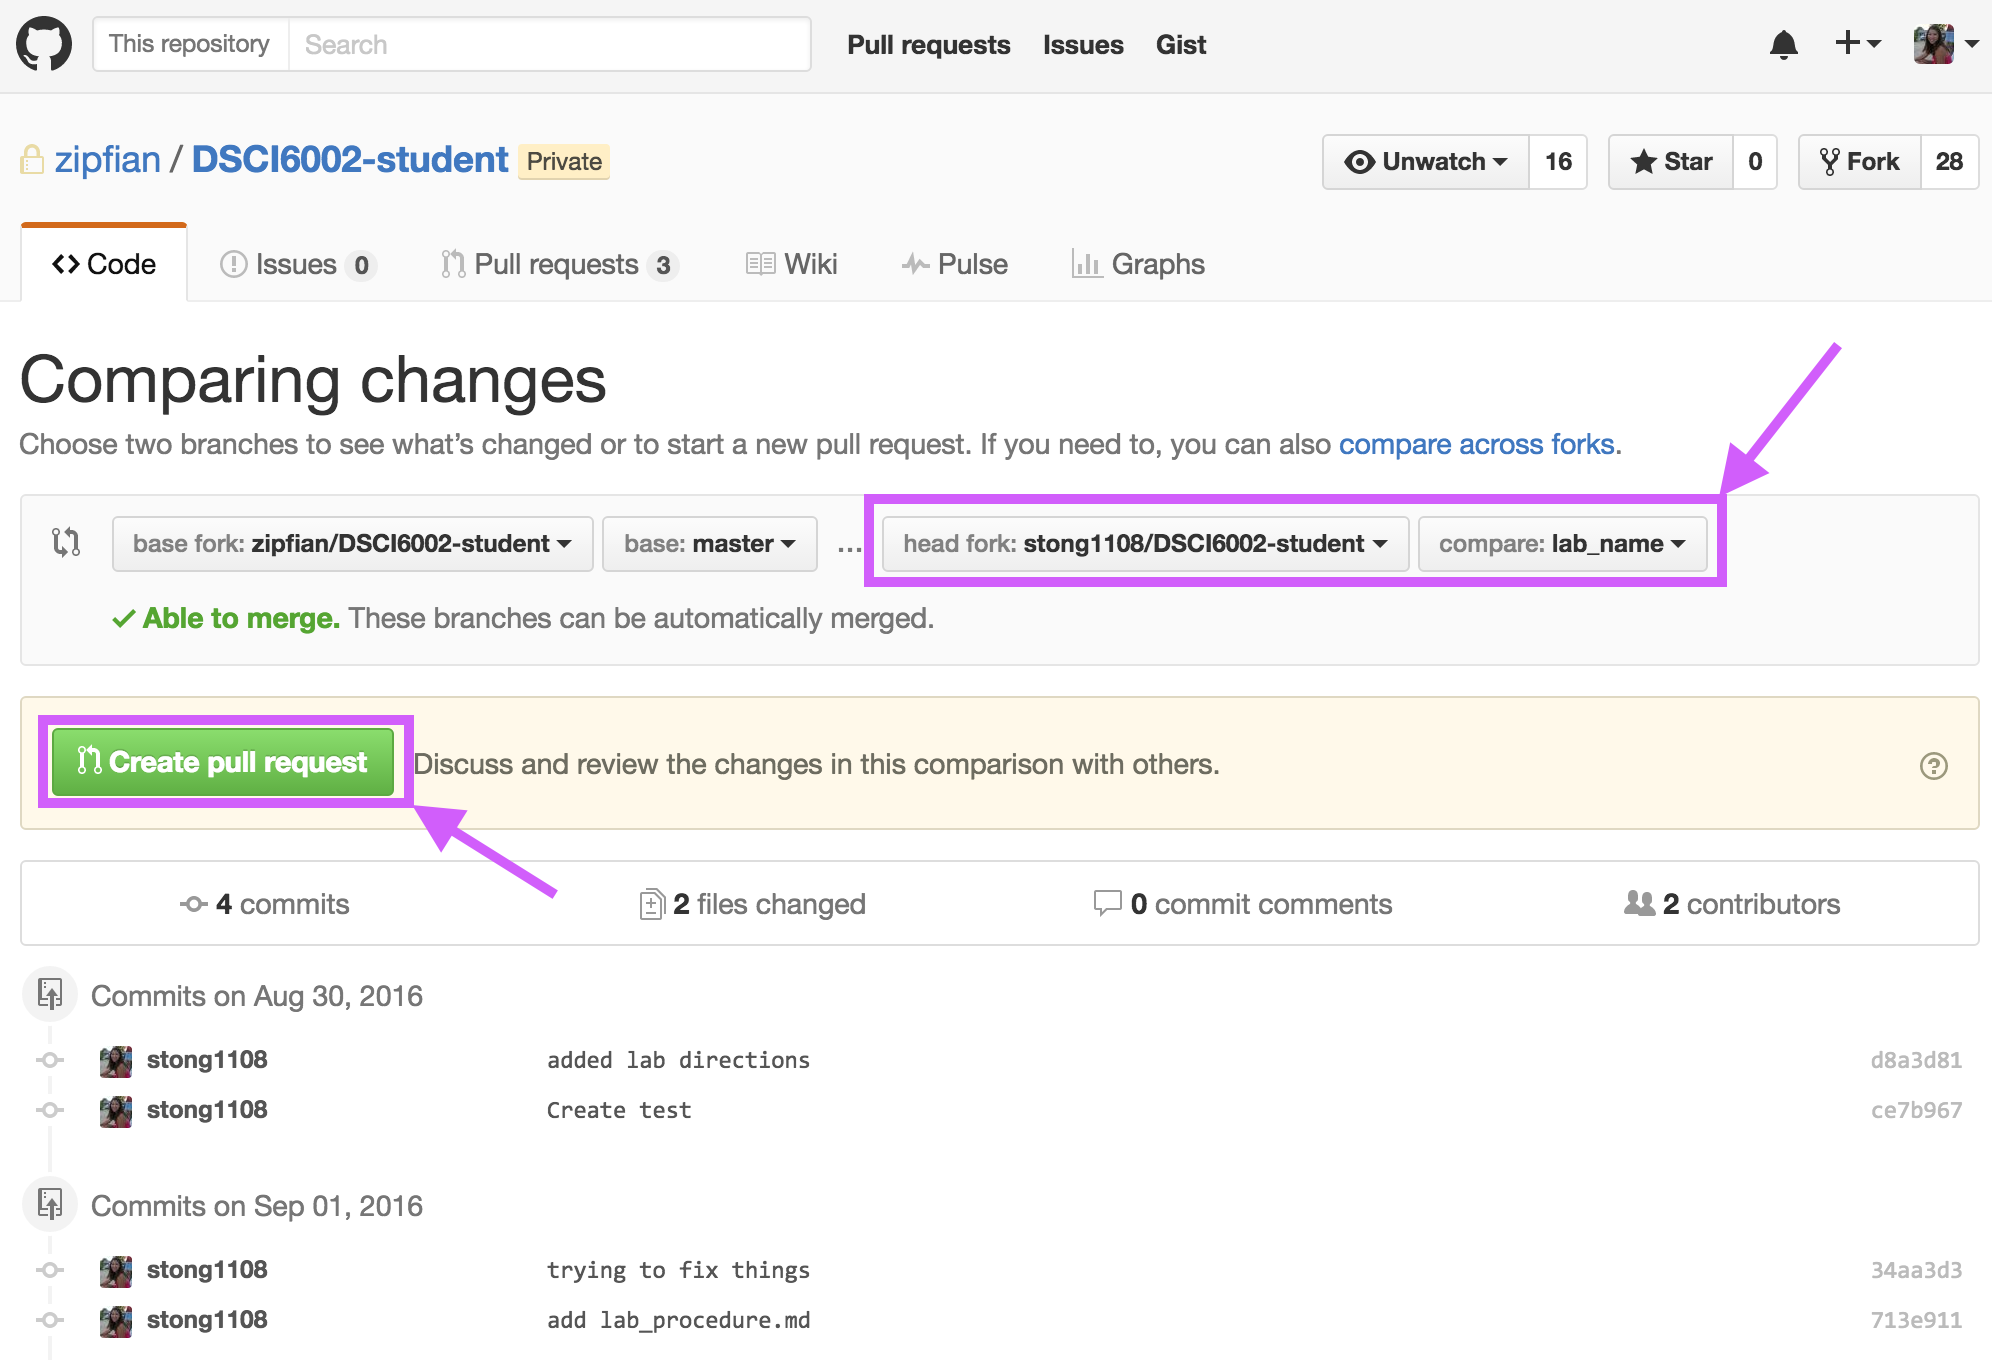 This repository Search Pull requests Issues Gist
zipfian / DSCI6002-student Private Unwatch 16 Star 0 Fork 28
Code Issues 0 Pull requests 3 Wiki Pulse Graphs
Comparing changes
Choose two branches to see what’s changed or to start a new pull request. If you need to, you can also compare across forks.
base fork: zipfian/DSCI6002-student base: master ... head fork: stong1108/DSCI6002-student compare: lab_name
Able to merge. These branches can be automatically merged.
Create pull request Discuss and review the changes in this comparison with others.
4 commits 2 files changed 0 commit comments 2 contributors
Commits on Aug 30, 2016
stong1108 added lab directions d8a3d81
stong1108 Create test ce7b967
Commits on Sep 01, 2016
stong1108 trying to fix things 34aa3d3
stong1108 add lab_procedure.md 713e911